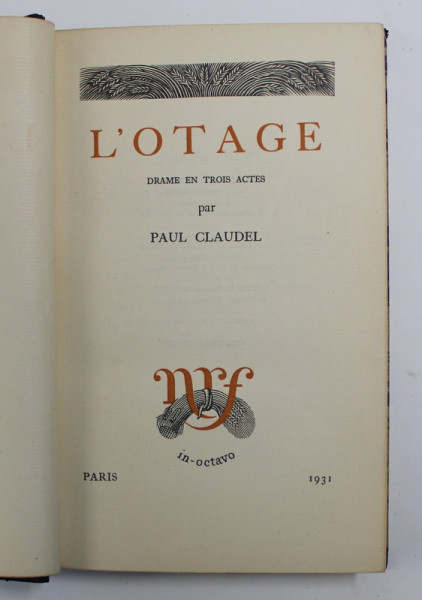 L'OTAGE
DRAME EN TROIS ACTES
par
PAUL CLAUDEL
nrf
in-octavo
PARIS 1931